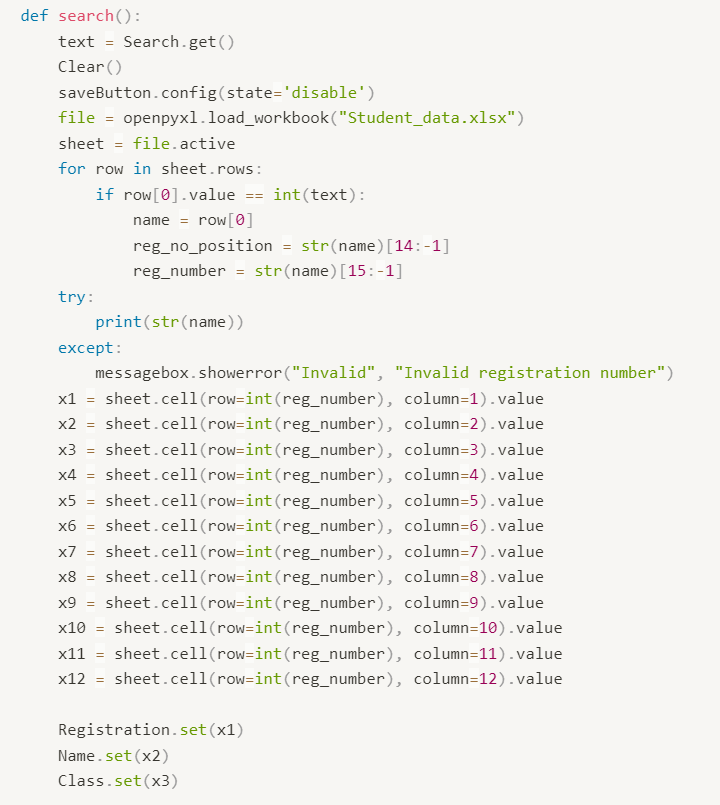 def search():
    text = Search.get()
    Clear()
    saveButton.config(state='disable')
    file = openpyxl.load_workbook("Student_data.xlsx")
    sheet = file.active
    for row in sheet.rows:
        if row[0].value == int(text):
            name = row[0]
            reg_no_position = str(name)[14:-1]
            reg_number = str(name)[15:-1]
    try:
        print(str(name))
    except:
        messagebox.showerror("Invalid", "Invalid registration number")
    x1 = sheet.cell(row=int(reg_number), column=1).value
    x2 = sheet.cell(row=int(reg_number), column=2).value
    x3 = sheet.cell(row=int(reg_number), column=3).value
    x4 = sheet.cell(row=int(reg_number), column=4).value
    x5 = sheet.cell(row=int(reg_number), column=5).value
    x6 = sheet.cell(row=int(reg_number), column=6).value
    x7 = sheet.cell(row=int(reg_number), column=7).value
    x8 = sheet.cell(row=int(reg_number), column=8).value
    x9 = sheet.cell(row=int(reg_number), column=9).value
    x10 = sheet.cell(row=int(reg_number), column=10).value
    x11 = sheet.cell(row=int(reg_number), column=11).value
    x12 = sheet.cell(row=int(reg_number), column=12).value

    Registration.set(x1)
    Name.set(x2)
    Class.set(x3)